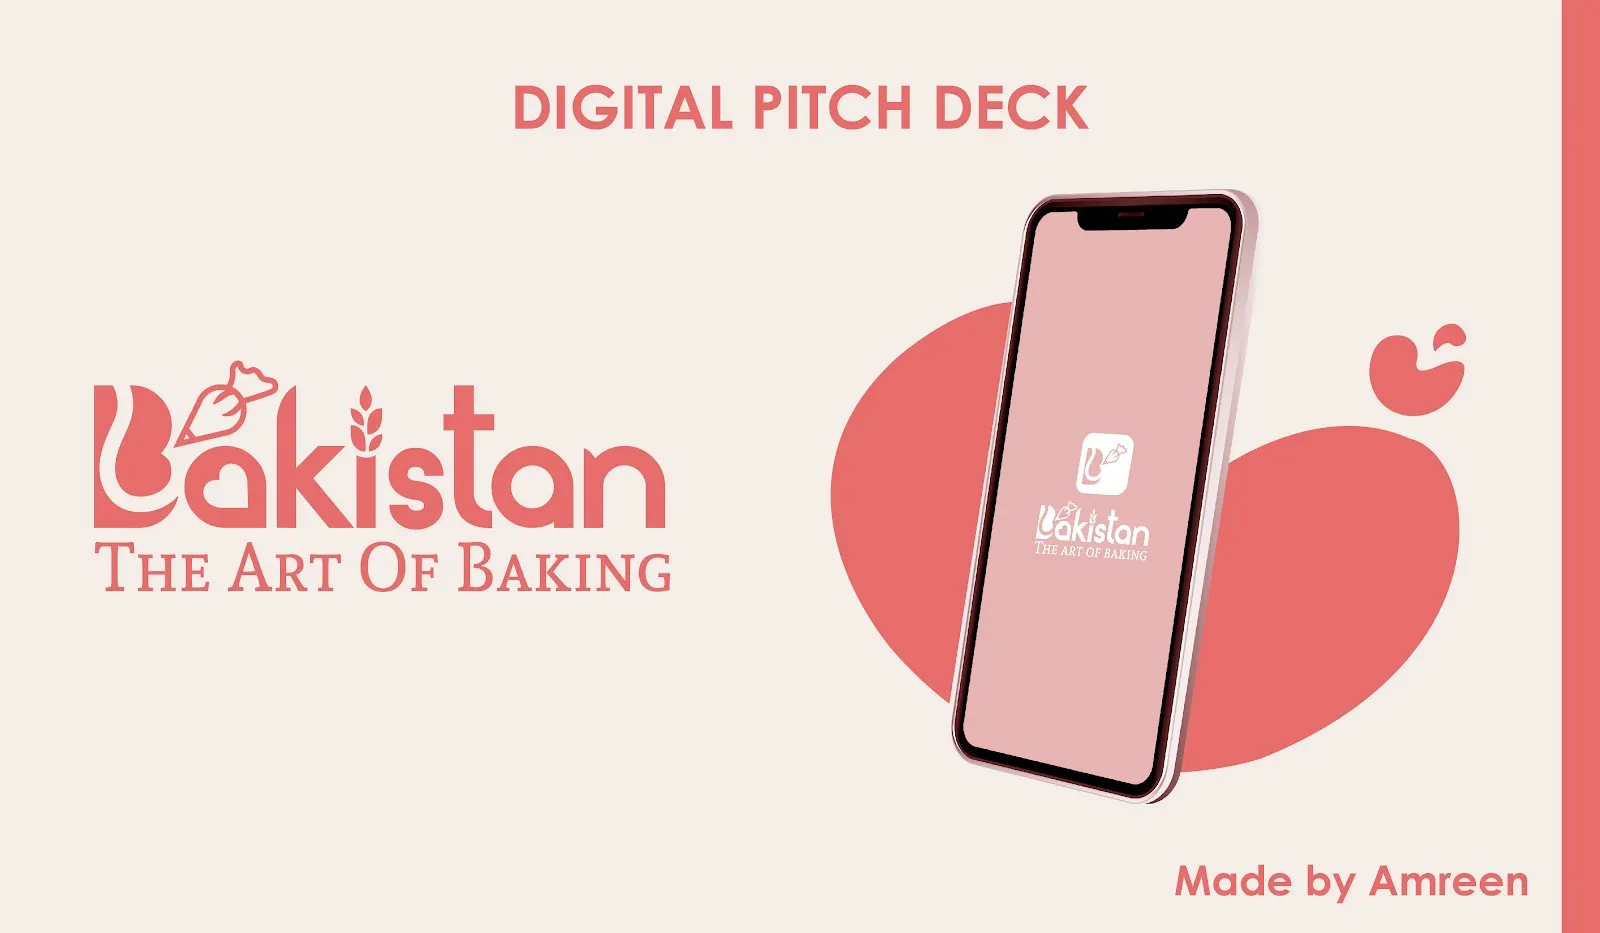 DIGITAL PITCH DECK
Bakistan
THE ART OF BAKING
B
Bakistan
THE ART OF BAKING
Made by Amreen